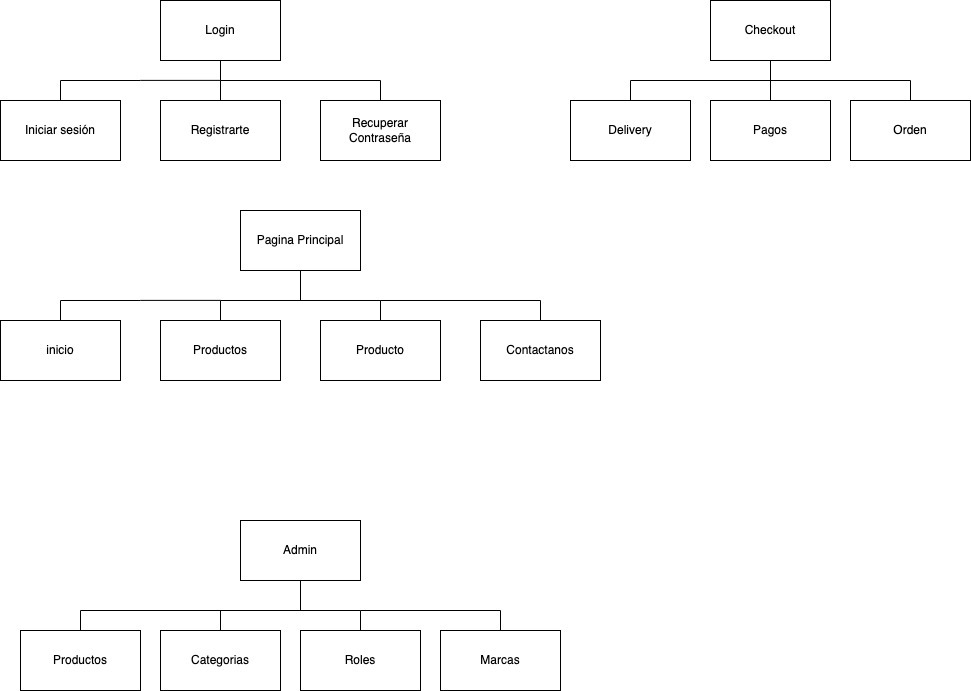 Login
Checkout
Iniciar sesión
Registrarte
Recuperar
Contraseña
Delivery
Pagos
Orden
Pagina Principal
inicio
Productos
Producto
Contactanos
Admin
Productos
Categorias
Roles
Marcas